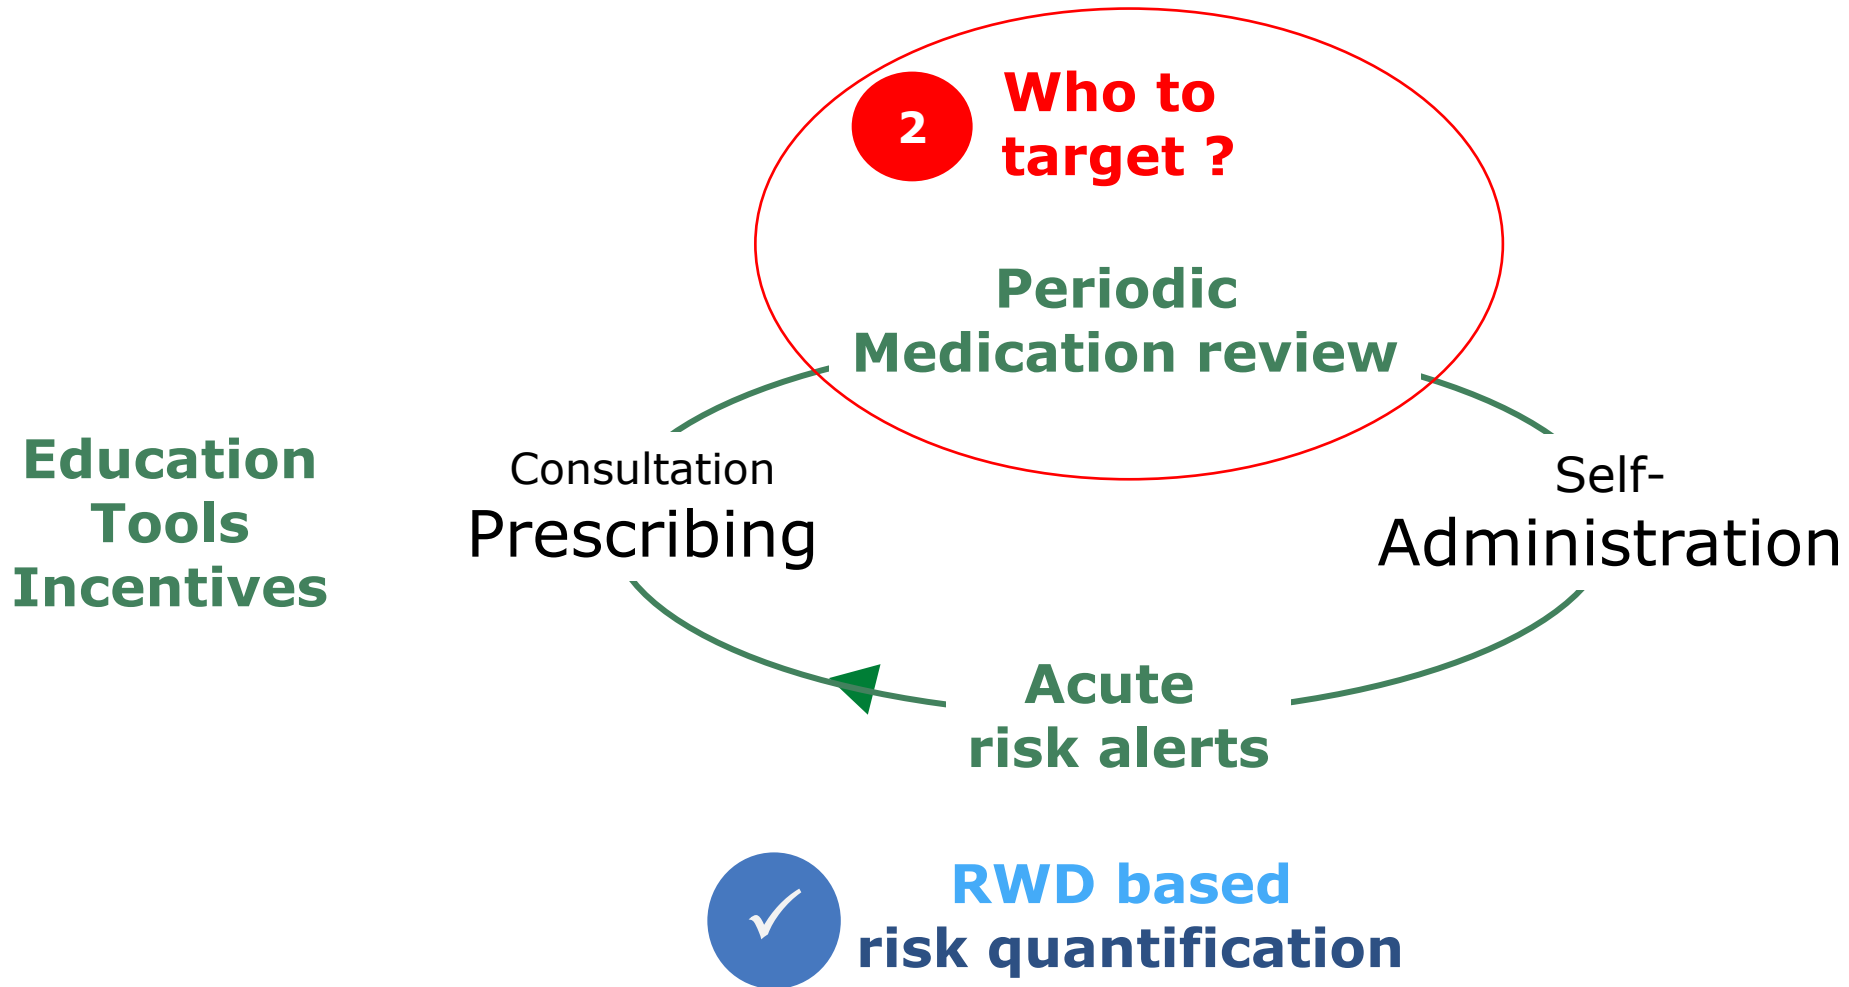 2
Who to
target ?
Periodic
Medication review
Education
Tools
Incentives
Consultation
Prescribing
Self-
Administration
Acute
risk alerts
✓
RWD based
risk quantification